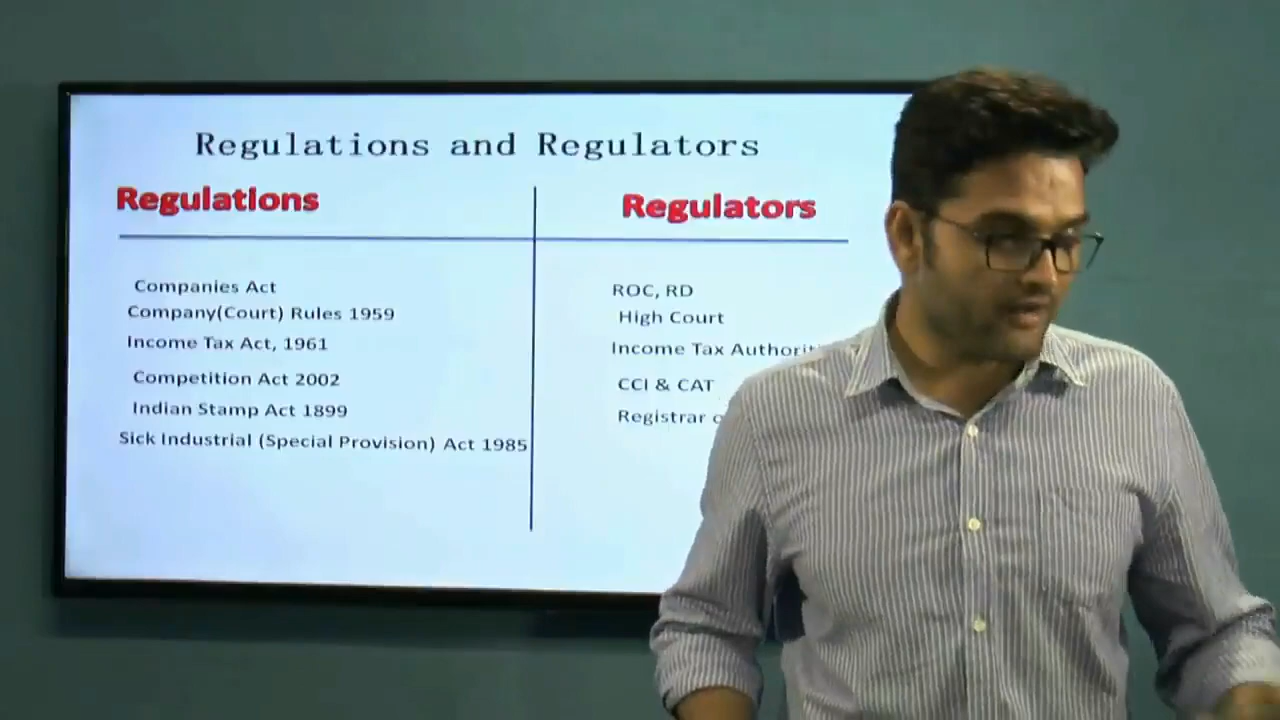 Regulations and Regulators
Regulations
Regulators
Companies Act
Company(Court) Rules 1959
Income Tax Act, 1961
Competition Act 2002
Indian Stamp Act 1899
Sick Industrial (Special Provision) Act 1985
ROC, RD
High Court
Income Tax
CCI & CAT
Registrar